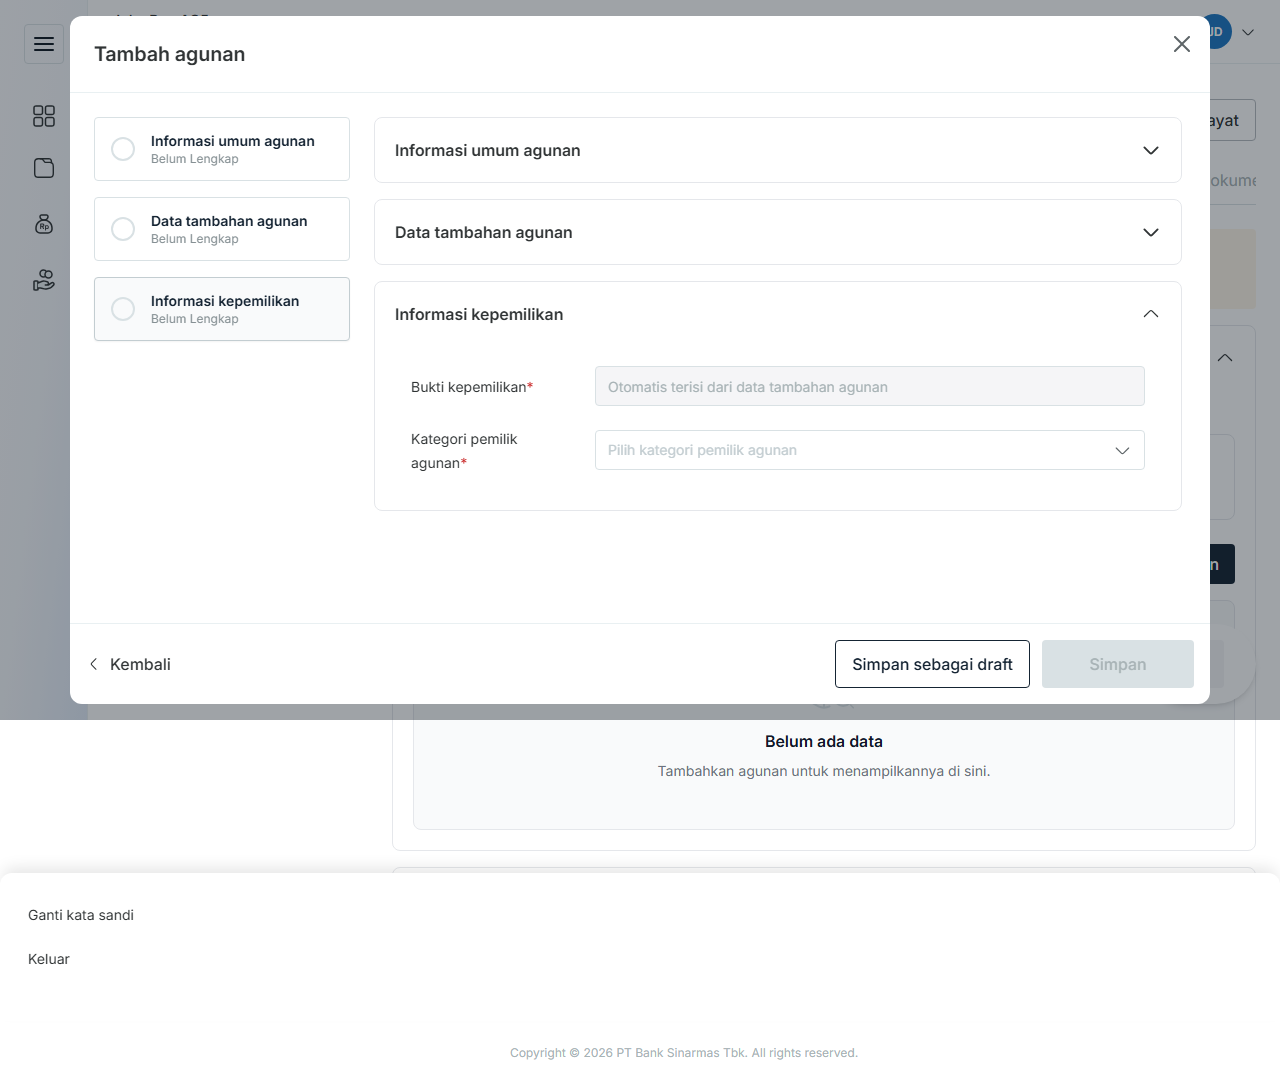 Tambah agunan
JD
Informasi umum agunan
Belum Lengkap
Data tambahan agunan
Belum Lengkap
Informasi kepemilikan
Belum Lengkap
Informasi umum agunan
Data tambahan agunan
Informasi kepemilikan
Bukti kepemilikan*
Otomatis terisi dari data tambahan agunan
Kategori pemilik
agunan*
Pilih kategori pemilik agunan
ayat
okume
n
Rp
Kembali
Simpan sebagai draft
Simpan
Belum ada data
Tambahkan agunan untuk menampilkannya di sini.
Ganti kata sandi
Keluar
Copyright © 2026 PT Bank Sinarmas Tbk. All rights reserved.